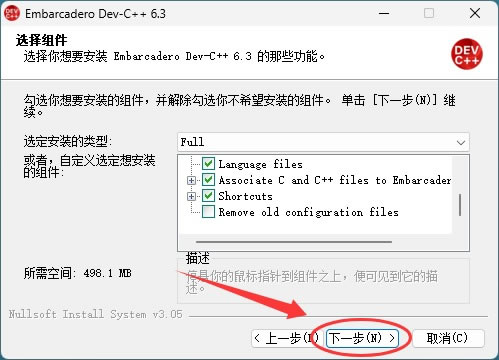 Embarcadero Dev-C++ 6.3
选择组件
选择你想要安装 Embarcadero Dev-C++ 6.3 的那些功能。
DEV
C++
勾选你想要安装的组件，并解除勾选你不希望安装的组件。 单击 [下一步(N)] 继
续。
选定安装的类型:
Full
或者，自定义选定想安装
的组件:
Language files
Associate C and C++ files to Embarcader
Shortcuts
Remove old configuration files
描述
所需空间: 498.1 MB
值是你的鼠标指针到组件之上，便可见到它的描
述。
Nullsoft Install System v3.05
< 上一步(
下一步(N) >
取消(C)